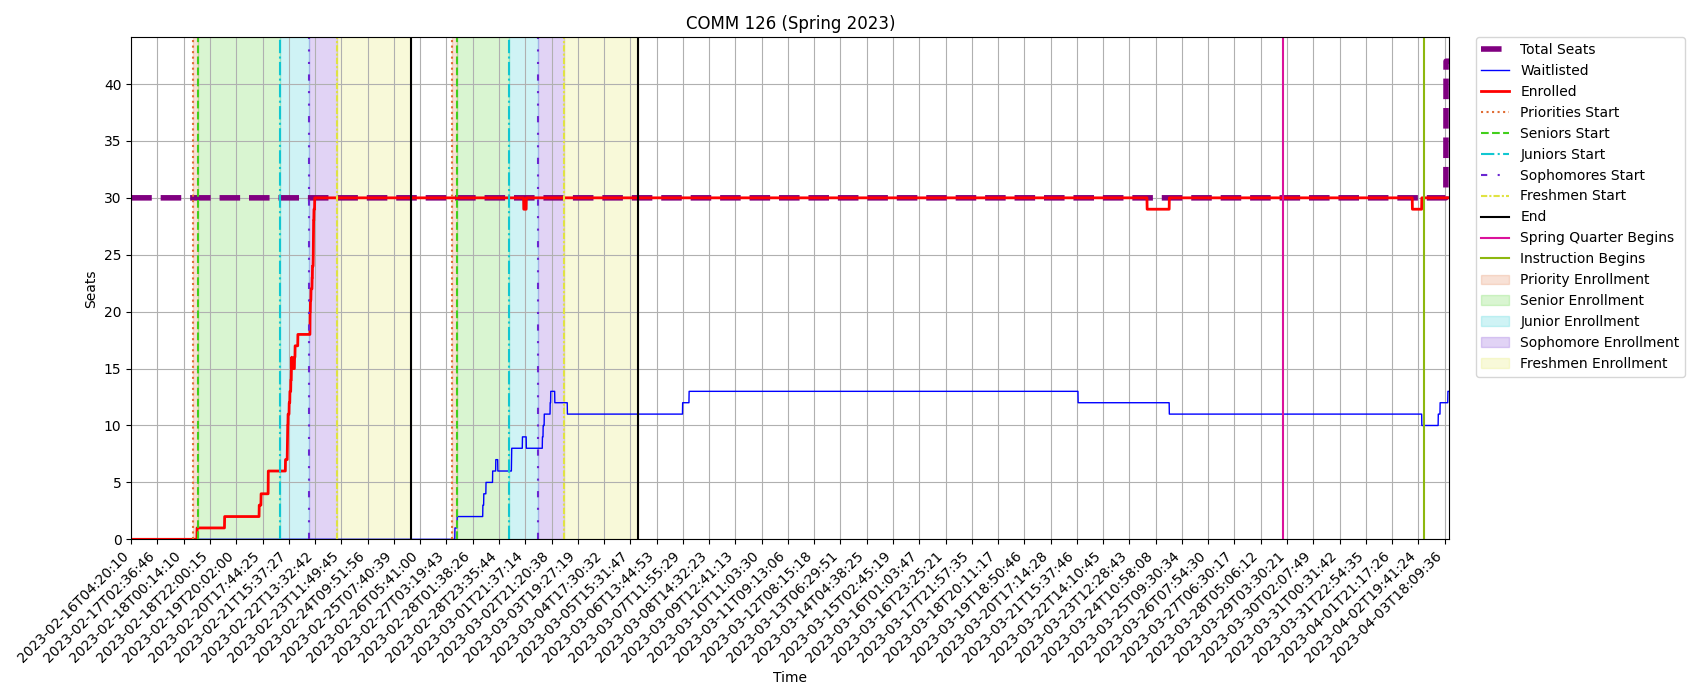 COMM 126 (Spring 2023)
Seats
40
35
30
25
20
15
10
5
0
2023-02-16T04:20:10
2023-02-17T02:36:46
2023-02-18T00:14:10
2023-02-18T22:00:15
2023-02-19T20:02:00
2023-02-20T17:44:25
2023-02-21T15:37:27
2023-02-22T13:32:42
2023-02-23T11:49:45
2023-02-24T09:51:56
2023-02-25T07:40:39
2023-02-26T05:41:00
2023-02-27T03:19:43
2023-02-28T01:38:26
2023-02-28T23:35:44
2023-03-01T21:37:14
2023-03-02T21:20:38
2023-03-03T19:27:19
2023-03-04T17:30:32
2023-03-05T15:31:47
2023-03-06T13:44:53
2023-03-07T11:55:29
2023-03-08T14:32:23
2023-03-09T12:41:13
2023-03-10T11:03:30
2023-03-11T09:13:06
2023-03-12T08:15:18
2023-03-13T06:29:51
2023-03-14T04:38:25
2023-03-15T02:45:19
2023-03-16T01:03:47
2023-03-16T23:25:21
2023-03-17T21:57:35
2023-03-18T20:11:17
2023-03-19T18:50:46
2023-03-20T17:14:28
2023-03-21T15:37:46
2023-03-22T14:10:45
2023-03-23T12:28:43
2023-03-24T10:58:08
2023-03-25T09:30:34
2023-03-26T07:54:30
2023-03-27T06:30:17
2023-03-28T05:06:12
2023-03-29T03:30:21
2023-03-30T02:07:49
2023-03-31T00:31:42
2023-03-31T22:54:35
2023-04-01T21:17:26
2023-04-02T19:41:24
2023-04-03T18:09:36
Time
Total Seats
Waitlisted
Enrolled
Priorities Start
Seniors Start
Juniors Start
Sophomores Start
Freshmen Start
End
Spring Quarter Begins
Instruction Begins
Priority Enrollment
Senior Enrollment
Junior Enrollment
Sophomore Enrollment
Freshmen Enrollment